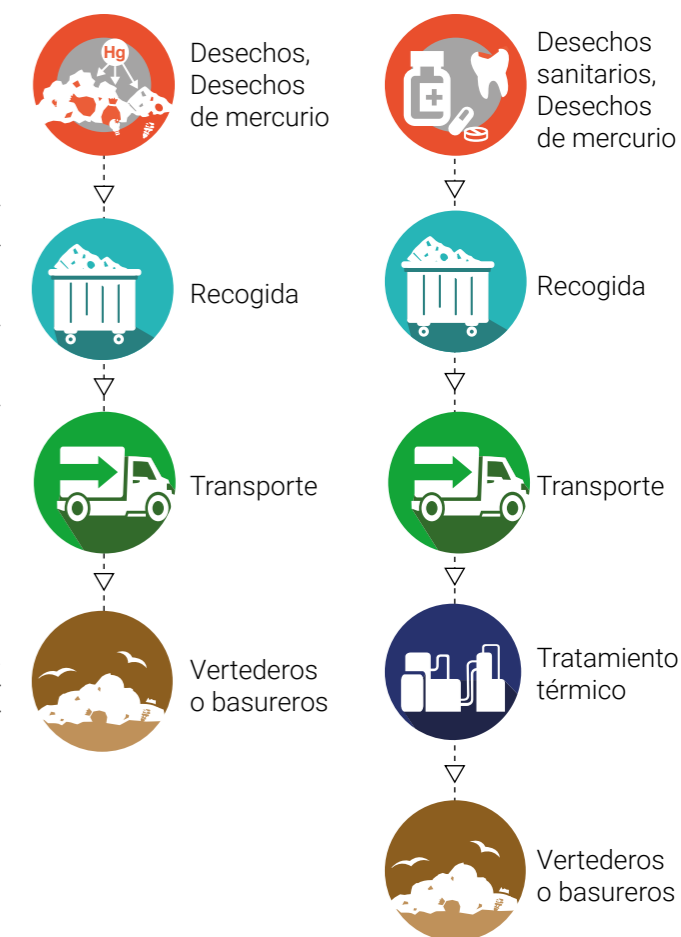 Hg
Desechos,
Desechos
de mercurio
Recogida
Transporte
Vertederos
o basureros
Desechos
sanitarios,
Desechos
de mercurio
Recogida
Transporte
Tratamiento
térmico
Vertederos
o basureros